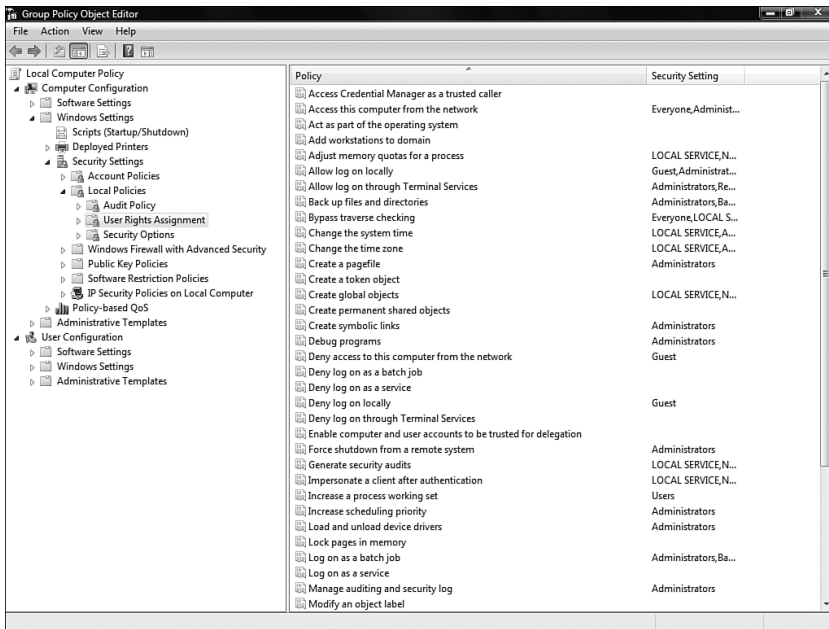 Group Policy Object Editor
File Action View Help
Local Computer Policy
Computer Configuration
Software Settings
Windows Settings
Scripts (Startup/Shutdown)
Deployed Printers
Security Settings
Account Policies
Local Policies
Audit Policy
User Rights Assignment
Security Options
Windows Firewall with Advanced Security
Public Key Policies
Software Restriction Policies
IP Security Policies on Local Computer
Policy-based QoS
Administrative Templates
User Configuration
Software Settings
Windows Settings
Administrative Templates
Policy Security Setting
Access Credential Manager as a trusted caller
Access this computer from the network Everyone,Administ...
Act as part of the operating system
Add workstations to domain
Adjust memory quotas for a process LOCAL SERVICE,N...
Allow log on locally Guest,Administrat...
Allow log on through Terminal Services Administrators,Re...
Back up files and directories Administrators,Ba...
Bypass traverse checking Everyone,LOCAL S...
Change the system time LOCAL SERVICE,A...
Change the time zone LOCAL SERVICE,A...
Create a pagefile Administrators
Create a token object
Create global objects LOCAL SERVICE,N...
Create permanent shared objects
Create symbolic links Administrators
Debug programs Administrators
Deny access to this computer from the network Guest
Deny log on as a batch job
Deny log on as a service
Deny log on locally Guest
Deny log on through Terminal Services
Enable computer and user accounts to be trusted for delegation
Force shutdown from a remote system Administrators
Generate security audits LOCAL SERVICE,N...
Impersonate a client after authentication LOCAL SERVICE,N...
Increase a process working set Users
Increase scheduling priority Administrators
Load and unload device drivers Administrators
Lock pages in memory
Log on as a batch job Administrators,Ba...
Log on as a service
Manage auditing and security log Administrators
Modify an object label